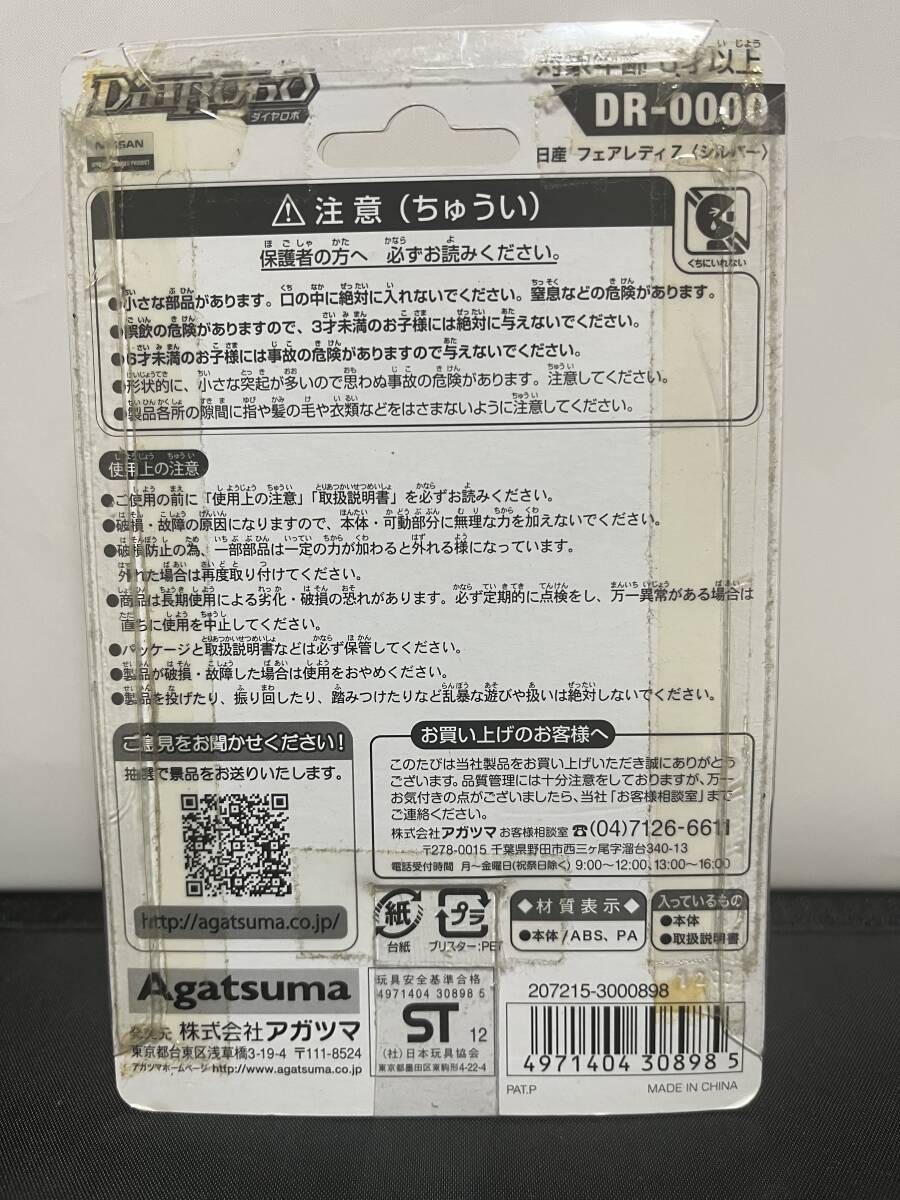 DIAROBO
ダイヤロボ
NISSAN
対象年齢 6才以上
DR-0000
日産 フェアレディZ〈シルバー〉
⚠ 注意(ちゅうい)
保護者の方へ 必ずお読みください。
くちにいれない
●小さな部品があります。口の中に絶対に入れないでください。窒息などの危険があります。
●誤飲の危険がありますので、3才未満のお子様には絶対に与えないでください。
●6才未満のお子様には事故の危険がありますので与えないでください。
●形状的に、小さな突起が多いので思わぬ事故の危険があります。注意してください。
●製品各所の隙間に指や髪の毛や衣類などをはさまないように注意してください。
使用上の注意
●ご使用の前に「使用上の注意」「取扱説明書」を必ずお読みください。
●破損・故障の原因になりますので、本体・可動部分に無理な力を加えないでください。
●破損防止の為、一部部品は一定の力が加わると外れる様になっています。
外れた場合は再度取り付けてください。
●商品は長期使用による劣化・破損の恐れがあります。必ず定期的に点検をし、万一異常がある場合は
直ちに使用を中止してください。
●パッケージと取扱説明書などは必ず保管してください。
●製品が破損・故障した場合は使用をおやめください。
●製品を投げたり、振り回したり、踏みつけたりなど乱暴な遊びや扱いは絶対しないでください。
ご意見をお聞かせください!
抽選で景品をお送りいたします。
http://agatsuma.co.jp/
お買い上げのお客様へ
このたびは当社製品をお買い上げいただき誠にありがとう
ございます。品質管理には十分注意をしておりますが、万一
お気付きの点がございましたら、当社「お客様相談室」まで
ご連絡ください。
株式会社アガツマ お客様相談室 ☎(04)7126-6611
〒278-0015 千葉県野田市西三ヶ尾字溜台340-13
電話受付時間 月〜金曜日(祝祭日除く) 9:00〜12:00、13:00〜16:00
紙
台紙
プラ
ブリスター:PET
◆材質表示◆
●本体/ABS、PA
入っているもの
●本体
●取扱説明書
Agatsuma
発売元 株式会社アガツマ
東京都台東区浅草橋3-19-4 〒111-8524
アガツマホームページ http://www.agatsuma.co.jp
玩具安全基準合格
4971404 30898 5
ST 12
(社)日本玩具協会
東京都墨田区東駒形4-22-4
207215-3000898
4 971404 308985
PAT.P
MADE IN CHINA